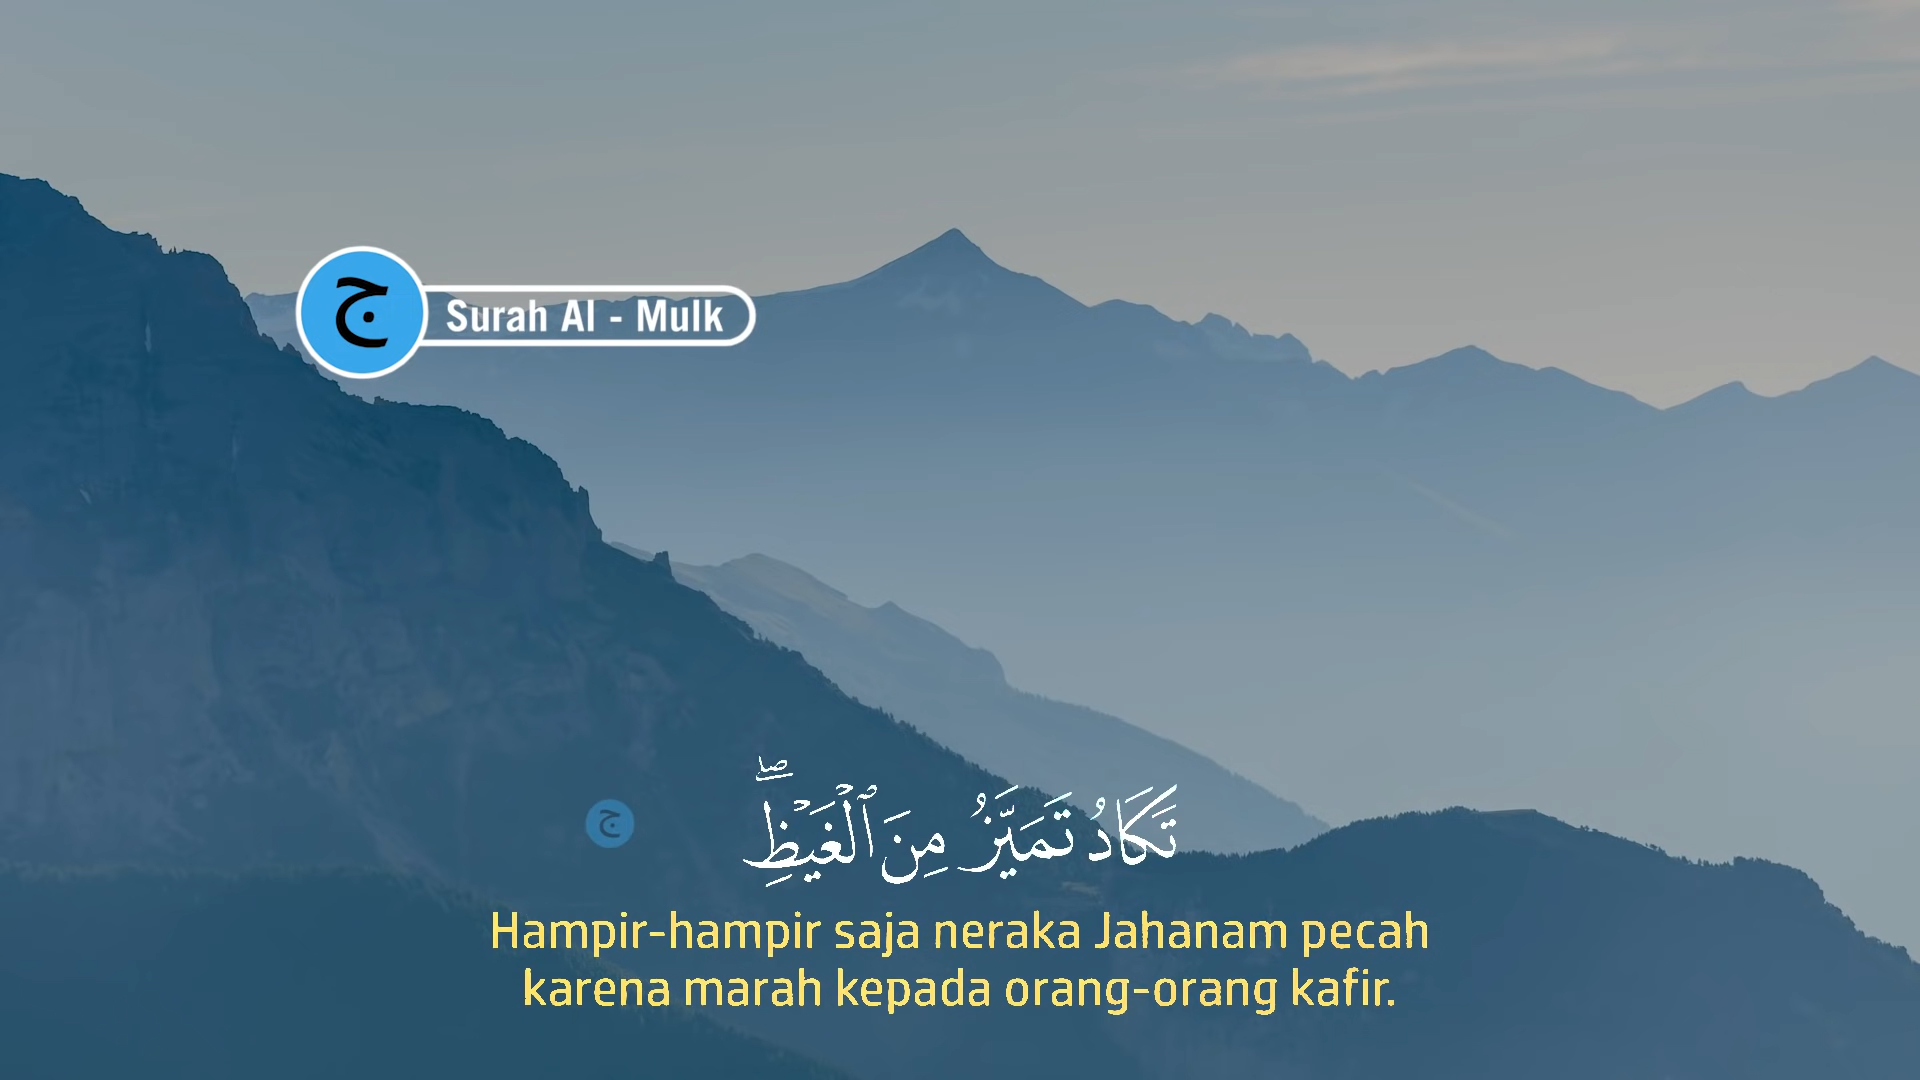 ج
Surah Al - Mulk
تَكَادُ تَمَيَّزُ مِنَ ٱلْغَيْظِۖ
ج
Hampir-hampir saja neraka Jahanam pecah
karena marah kepada orang-orang kafir.